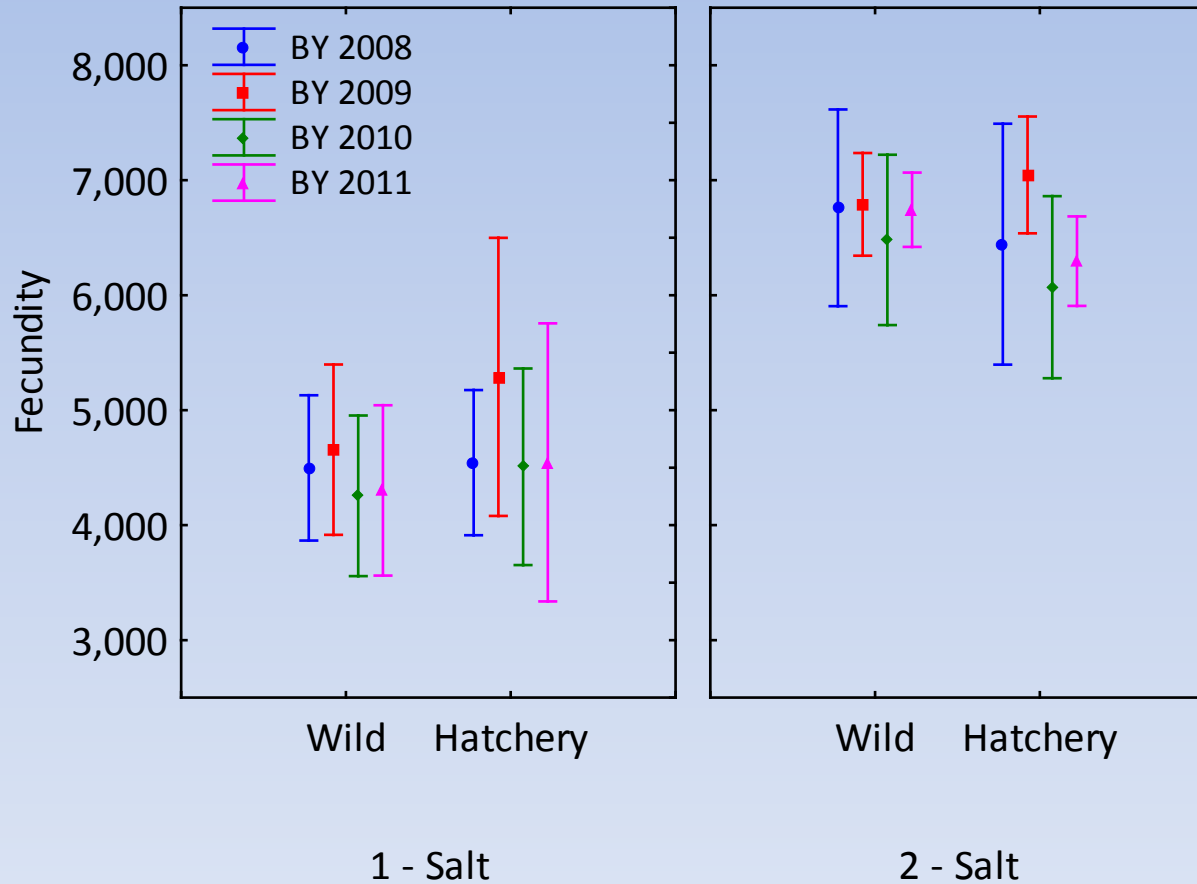 BY 2008
BY 2009
BY 2010
BY 2011
8,000
7,000
6,000
5,000
4,000
3,000
Fecundity
Wild Hatchery Wild Hatchery
1 - Salt 2 - Salt